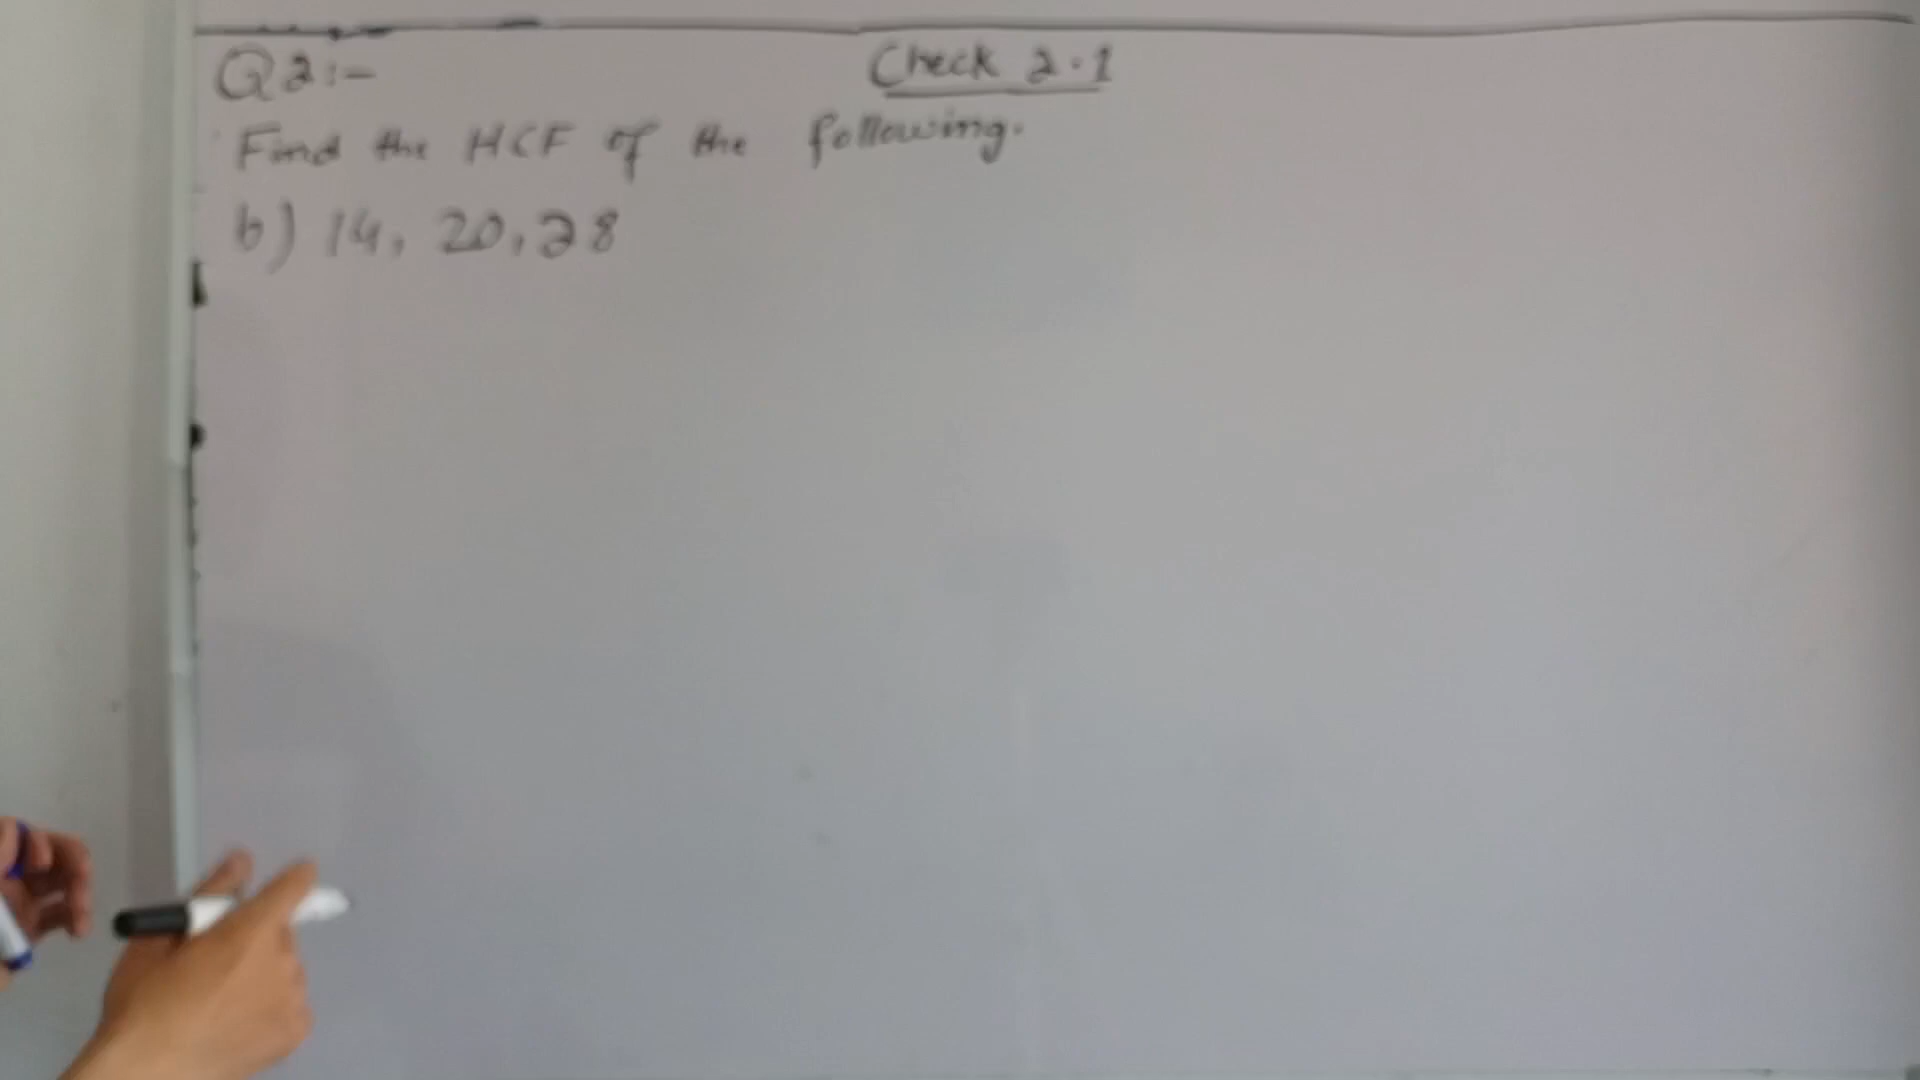 Check 2.1
Q2:-
Find the HCF of the following.
b) 14, 20, 28